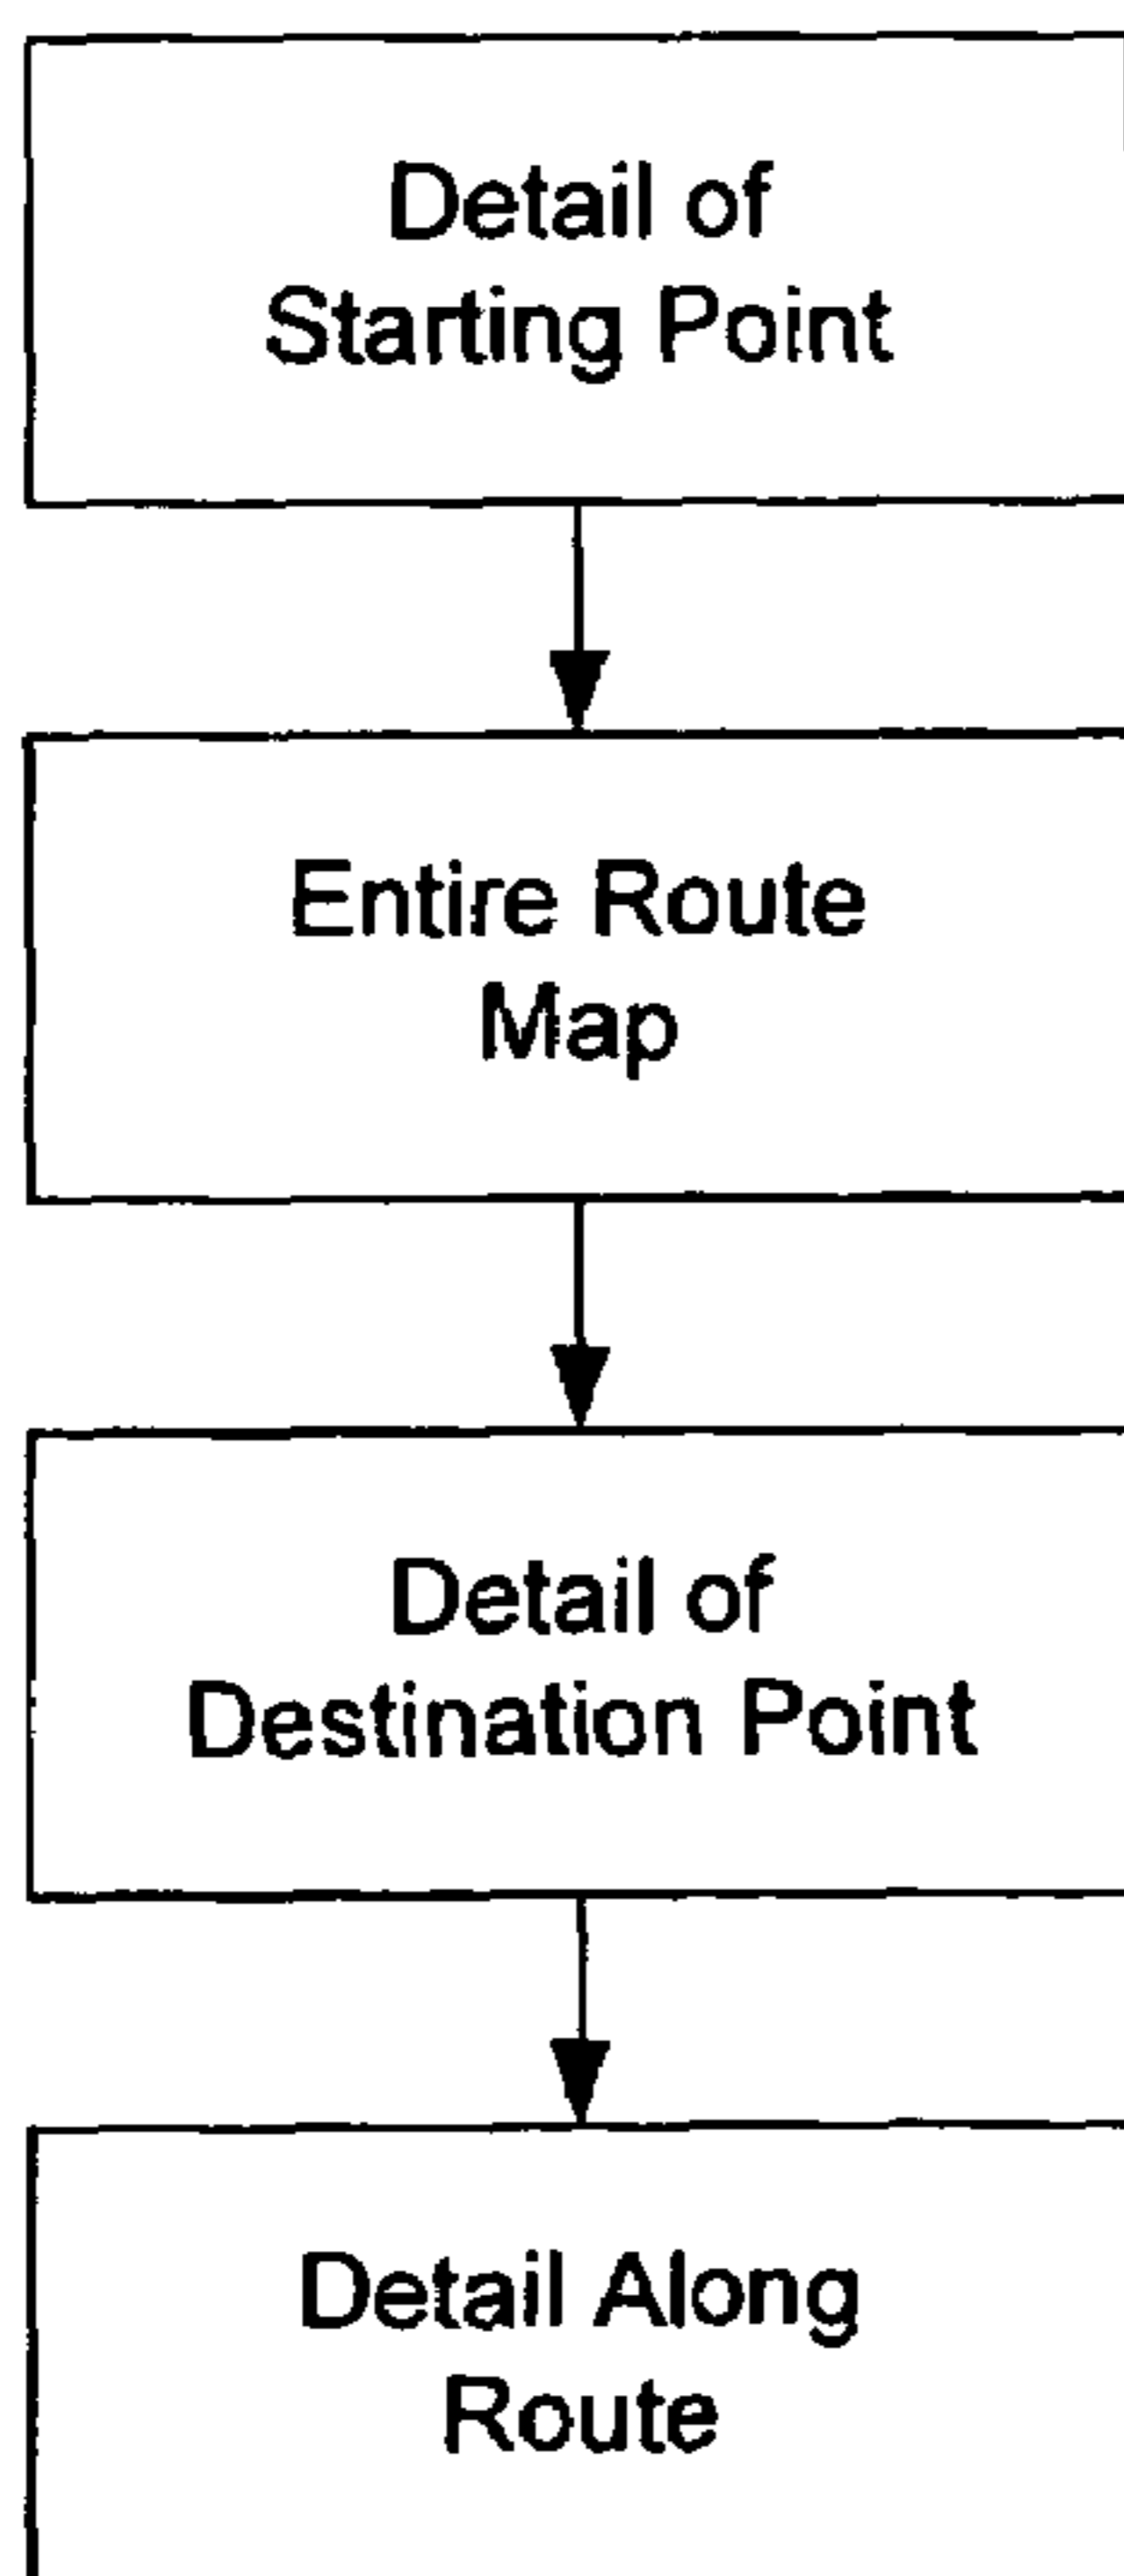 Detail of
Starting Point
Entire Route
Map
Detail of
Destination Point
Detail Along
Route